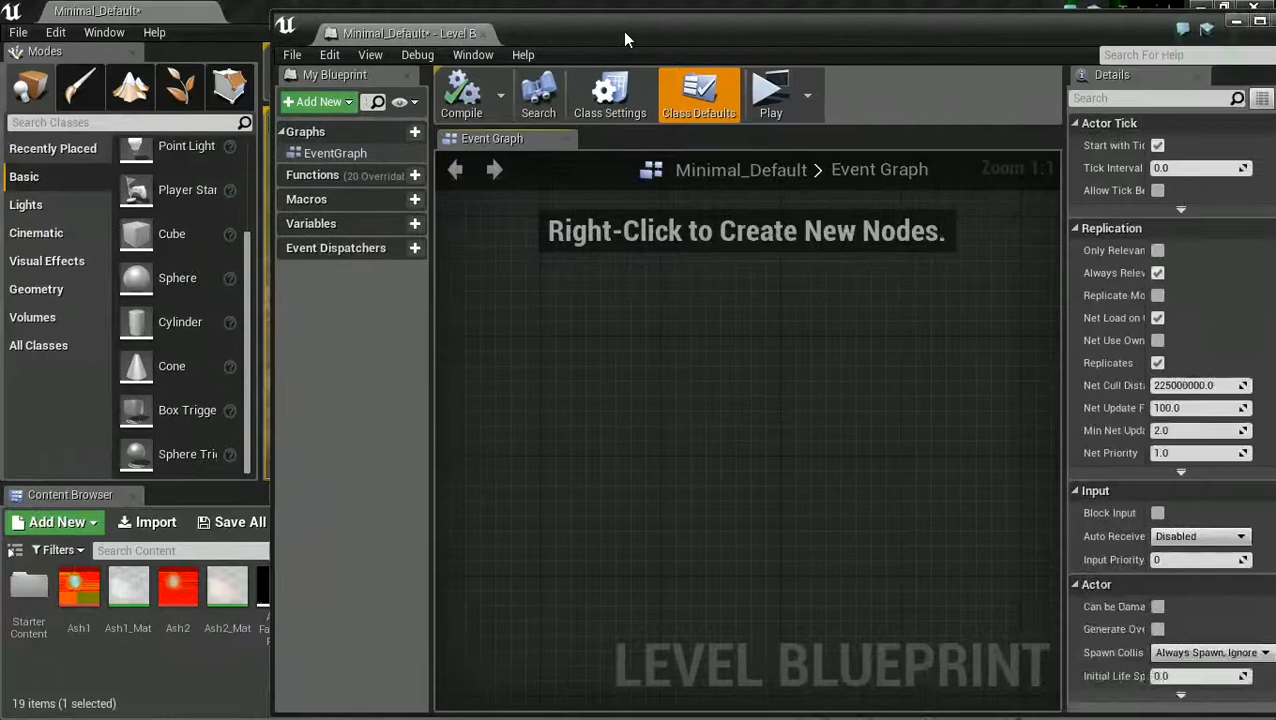 Minimal_Default*
File Edit Window Help
Modes
Search Classes
Recently Placed
Basic
Lights
Cinematic
Visual Effects
Geometry
Volumes
All Classes
Point Light
Player Star
Cube
Sphere
Cylinder
Cone
Box Trigge
Sphere Tri
Content Browser
Add New Import Save All
Filters Search Content
Starter Content
Ash1
Ash1_Mat
Ash2
Ash2_Mat
19 items (1 selected)
Minimal_Default* - Level B
File Edit View Debug Window Help
Search For Help
My Blueprint
+ Add New
Graphs
EventGraph
Functions (20 Overridal
Macros
Variables
Event Dispatchers
Compile
Search
Class Settings
Class Defaults
Play
Event Graph
Minimal_Default > Event Graph
Zoom 1:1
Right-Click to Create New Nodes.
LEVEL BLUEPRINT
Details
Search
Actor Tick
Start with Tic
Tick Interval 0.0
Allow Tick Be
Replication
Only Relevan
Always Relev
Replicate Mo
Net Load on
Net Use Own
Replicates
Net Cull Dista 225000000.0
Net Update F 100.0
Min Net Upda 2.0
Net Priority 1.0
Input
Block Input
Auto Receive Disabled
Input Priority 0
Actor
Can be Dama
Generate Ove
Spawn Collis Always Spawn, Ignore
Initial Life Sp 0.0